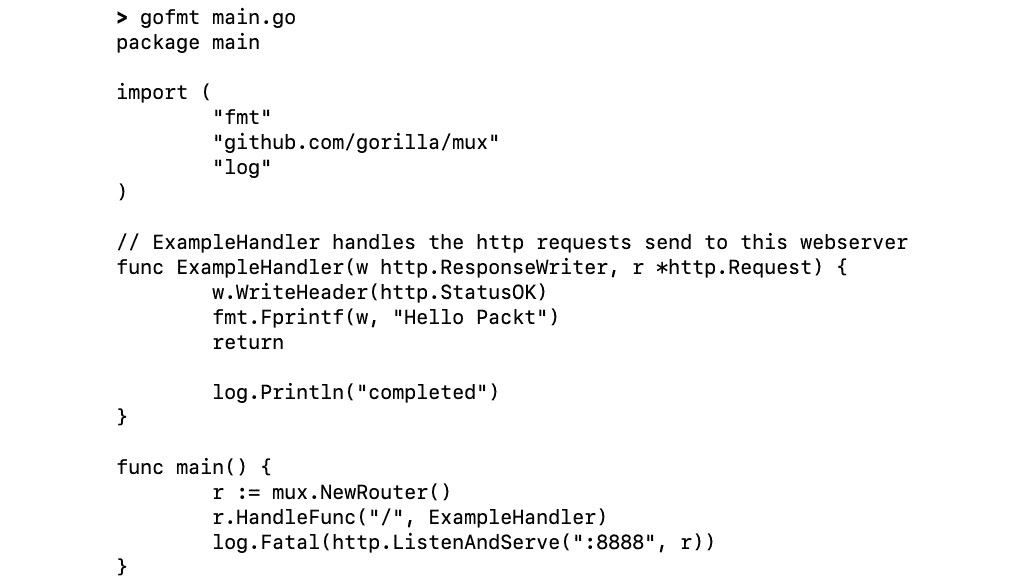 > gofmt main.go
package main

import (
        "fmt"
        "github.com/gorilla/mux"
        "log"
)

// ExampleHandler handles the http requests send to this webserver
func ExampleHandler(w http.ResponseWriter, r *http.Request) {
        w.WriteHeader(http.StatusOK)
        fmt.Fprintf(w, "Hello Packt")
        return

        log.Println("completed")
}

func main() {
        r := mux.NewRouter()
        r.HandleFunc("/", ExampleHandler)
        log.Fatal(http.ListenAndServe(":8888", r))
}